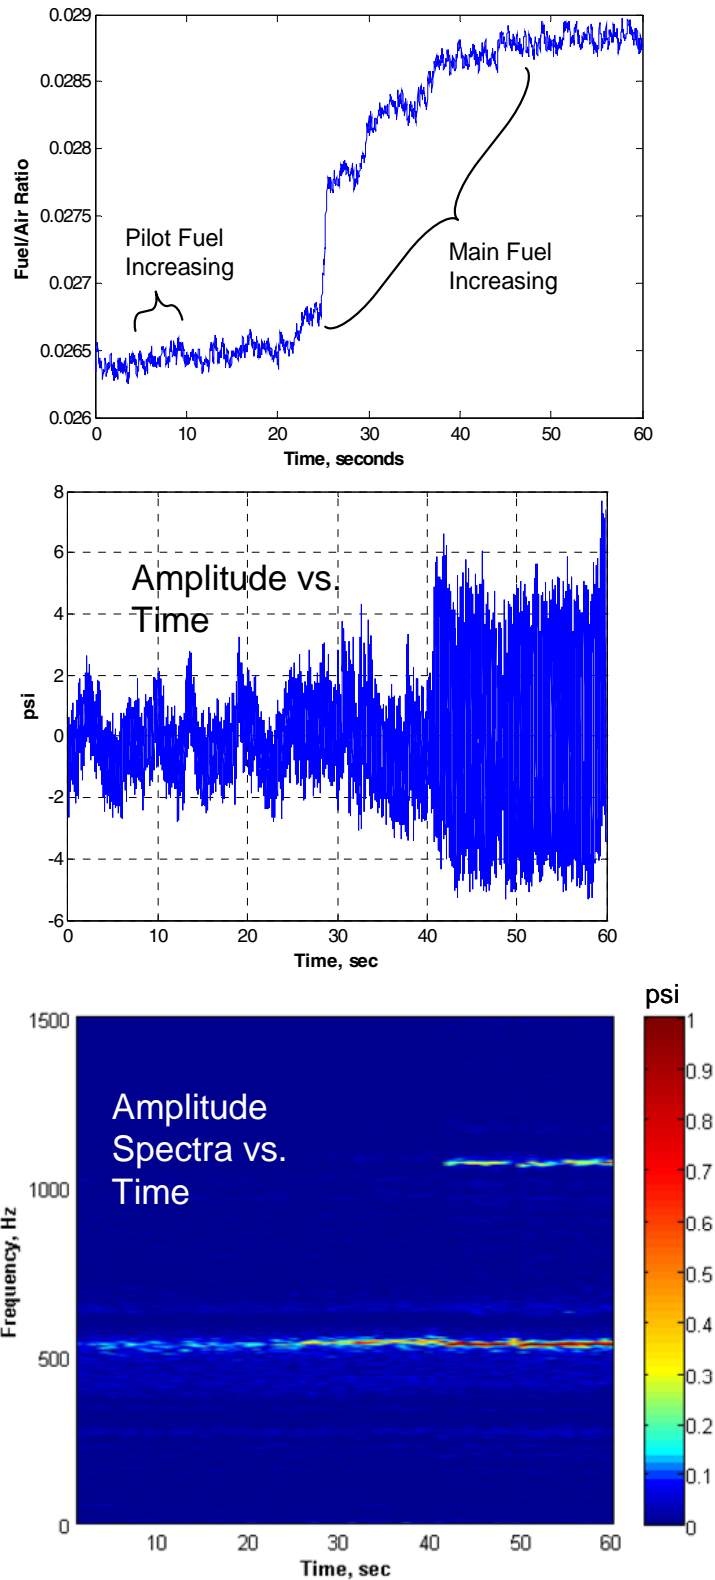 0.029
0.0285
0.028
0.0275
0.027
0.0265
0.026
Fuel/Air Ratio
Pilot Fuel
Increasing
Main Fuel
Increasing
0 10 20 30 40 50 60
Time, seconds
8
6
4
2
0
-2
-4
-6
psi
Amplitude vs.
Time
0 10 20 30 40 50 60
Time, sec
psi
1500
1000
500
0
Frequency, Hz
Amplitude
Spectra vs.
Time
10 20 30 40 50 60
Time, sec
1
0.9
0.8
0.7
0.6
0.5
0.4
0.3
0.2
0.1
0